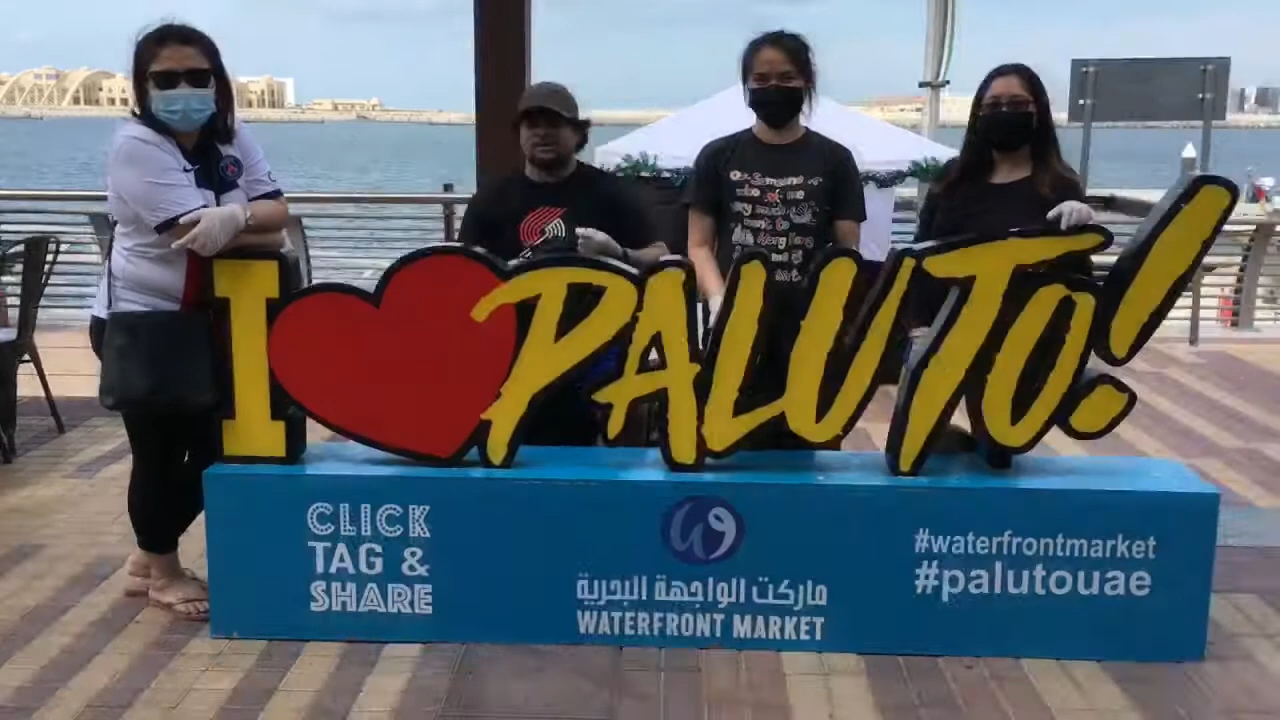 I PALUTO!
CLICK
TAG &
SHARE
ماركت الواجهة البحرية
WATERFRONT MARKET
#waterfrontmarket
#palutouae